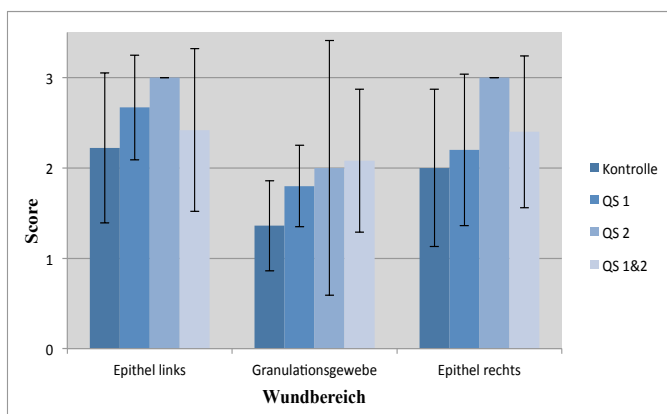 3
2
1
0
Score
Epithel links
Granulationsgewebe
Epithel rechts
Wundbereich
Kontrolle
QS 1
QS 2
QS 1&2